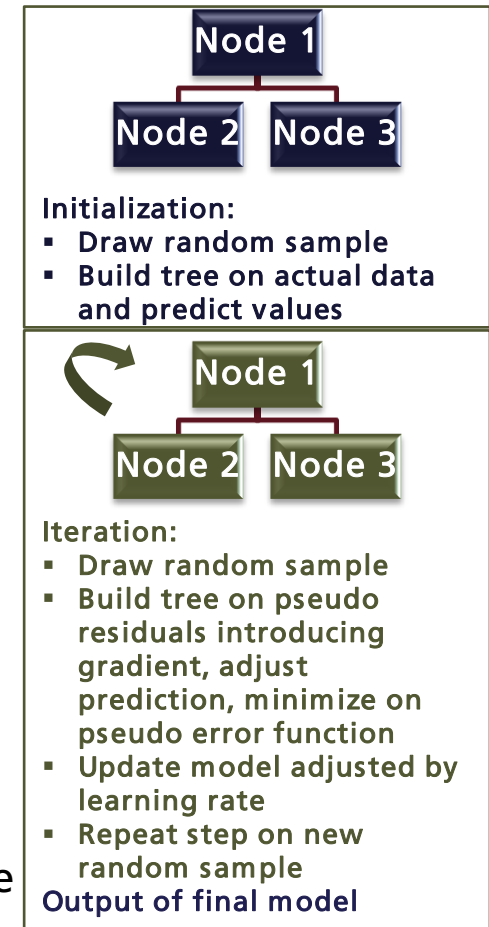 Node 1
Node 2 Node 3
Initialization:
▪ Draw random sample
▪ Build tree on actual data
and predict values
Node 1
Node 2 Node 3
Iteration:
▪ Draw random sample
▪ Build tree on pseudo
residuals introducing
gradient, adjust
prediction, minimize on
pseudo error function
▪ Update model adjusted by
learning rate
▪ Repeat step on new
random sample
e
Output of final model